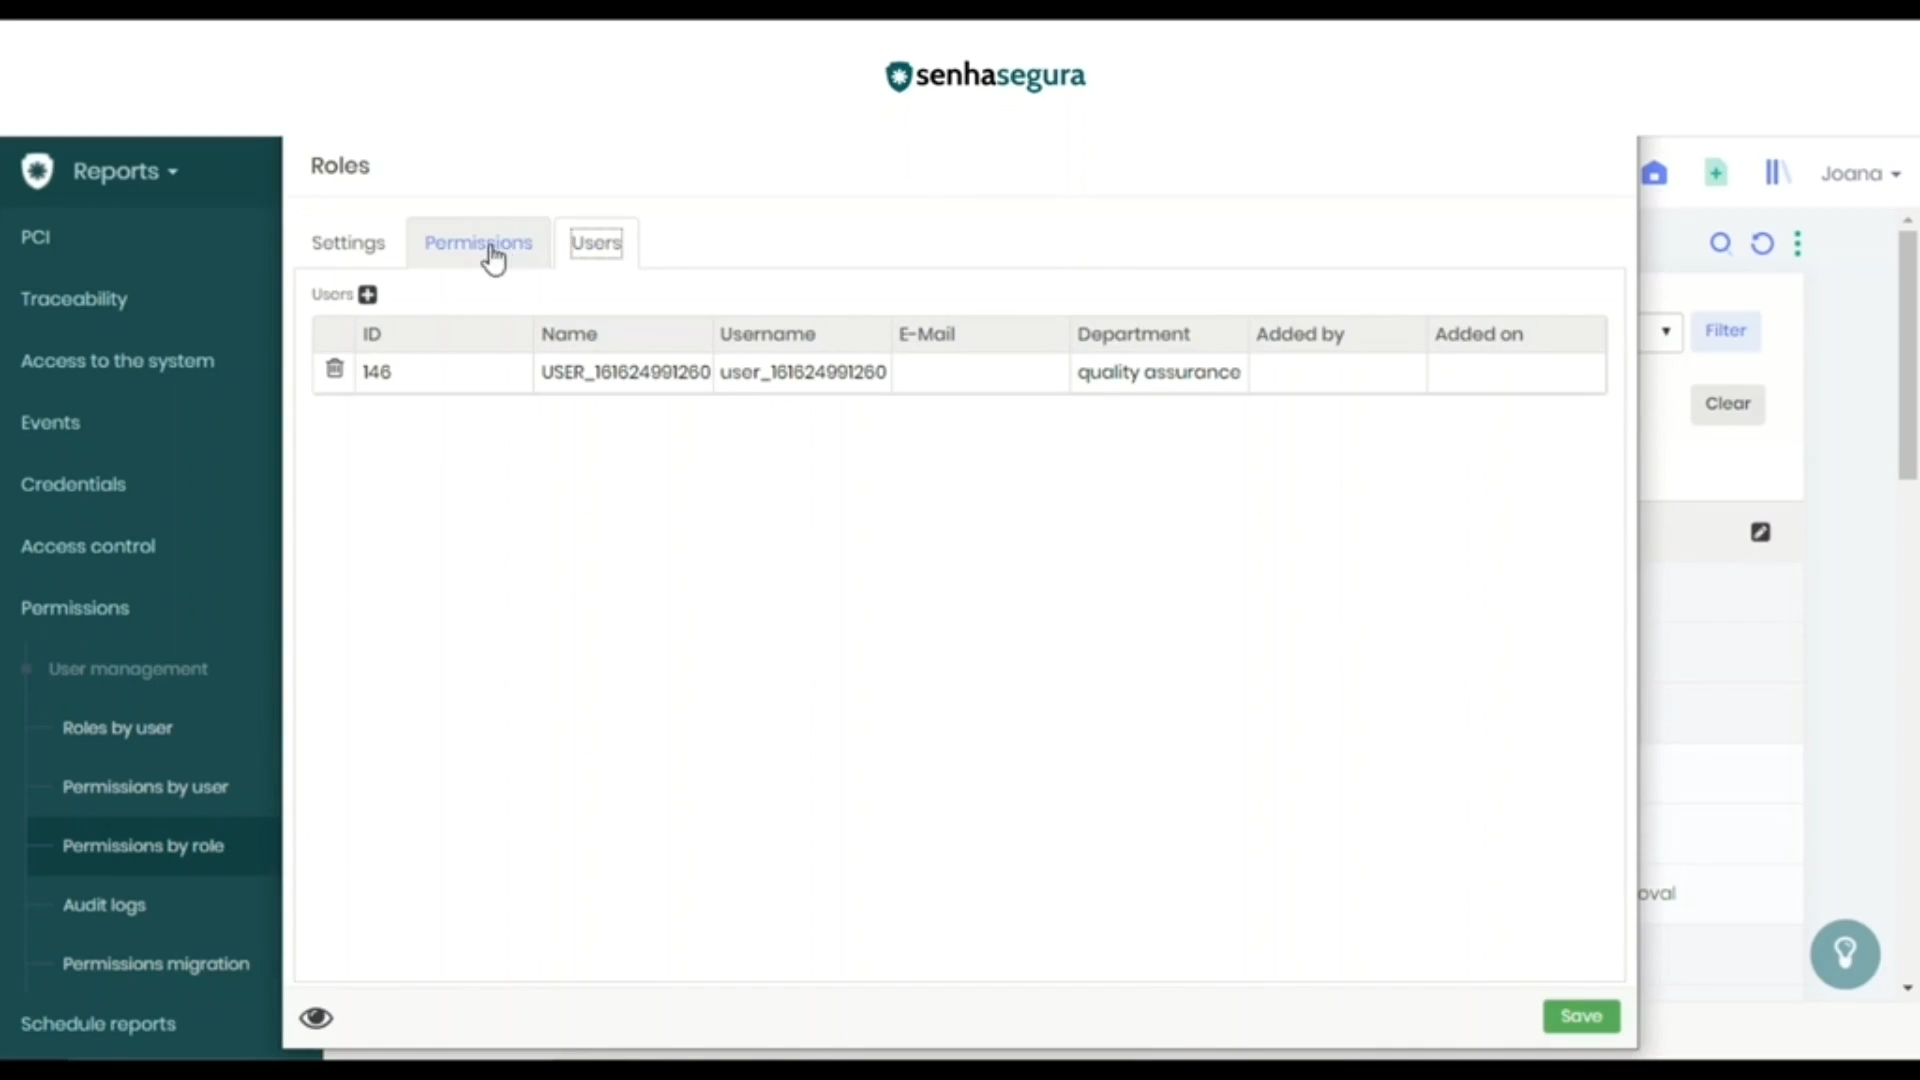 senhasegura
Reports
Roles
Joana
PCI
Settings
Permissions
Users
Traceability
Users
ID Name Username E-Mail Department Added by Added on
Filter
Access to the system
146 USER_161624991260 user_161624991260 quality assurance
Clear
Events
Credentials
Access control
Permissions
User management
Roles by user
Permissions by user
Permissions by role
oval
Audit logs
Permissions migration
Schedule reports
Save